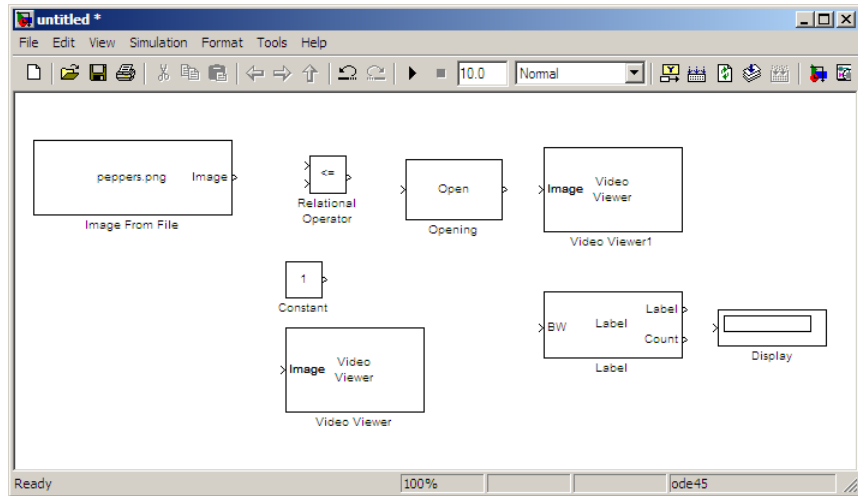 untitled *
File Edit View Simulation Format Tools Help
10.0 Normal
peppers.png Image
Image From File
<=
Relational
Operator
Open
Opening
Image Video
Viewer
Video Viewer1
1
Constant
Image Video
Viewer
Video Viewer
BW Label Label
Count
Label
Display
Ready 100% ode45